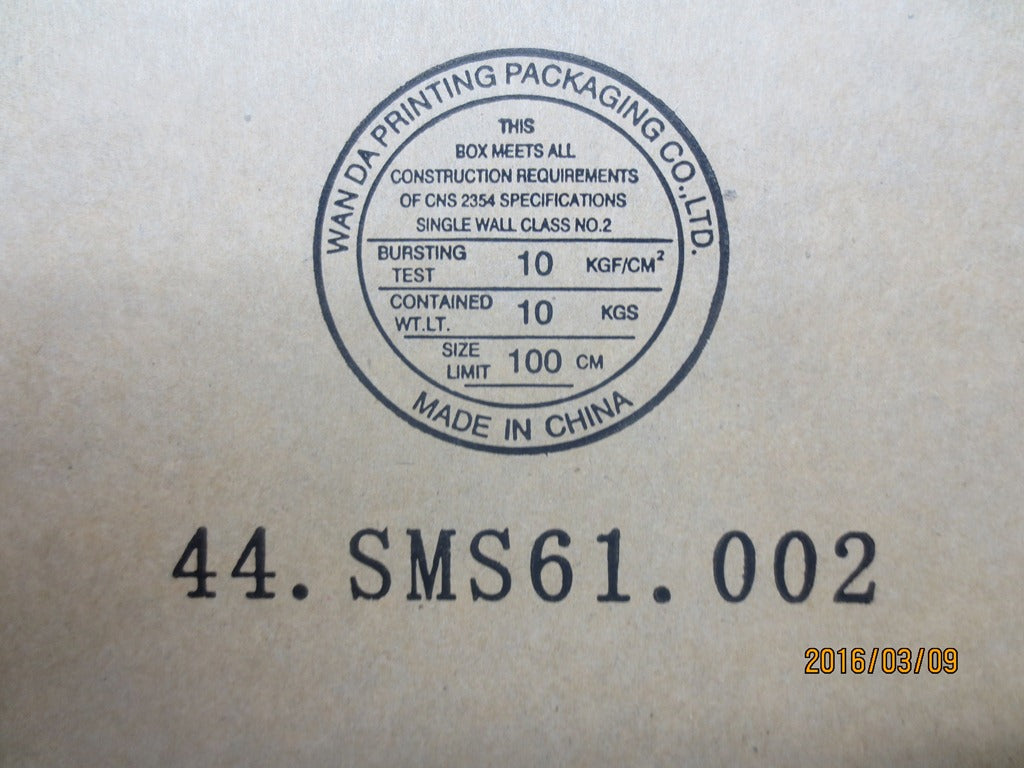 WAN DA PRINTING PACKAGING CO.,LTD.
THIS
BOX MEETS ALL
CONSTRUCTION REQUIREMENTS
OF CNS 2354 SPECIFICATIONS
SINGLE WALL CLASS NO.2
BURSTING TEST 10 KGF/CM²
CONTAINED WT.LT. 10 KGS
SIZE LIMIT 100 CM
MADE IN CHINA
44.SMS61.002
2016/03/09